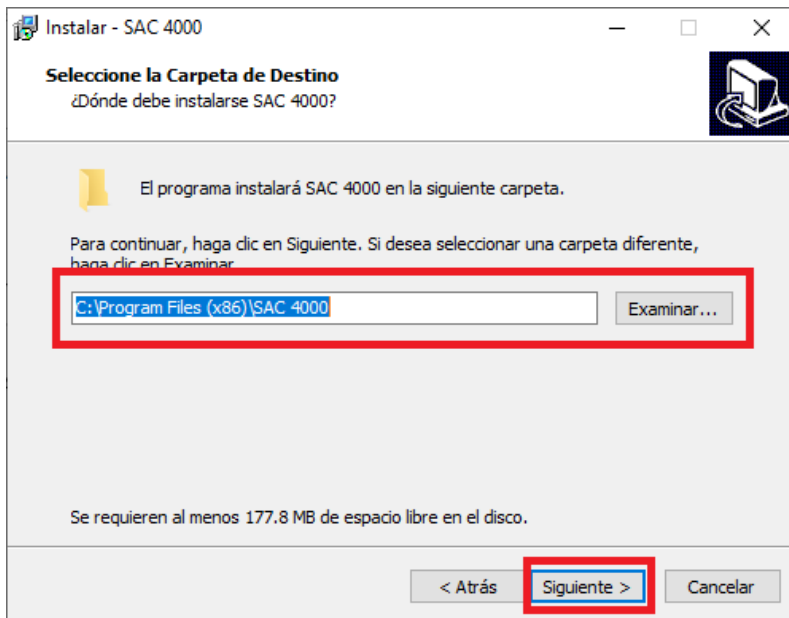 Instalar - SAC 4000
Seleccione la Carpeta de Destino
¿Dónde debe instalarse SAC 4000?
El programa instalará SAC 4000 en la siguiente carpeta.
Para continuar, haga clic en Siguiente. Si desea seleccionar una carpeta diferente,
haga clic en Examinar
C:\Program Files (x86)\SAC 4000
Examinar...
Se requieren al menos 177.8 MB de espacio libre en el disco.
< Atrás
Siguiente >
Cancelar